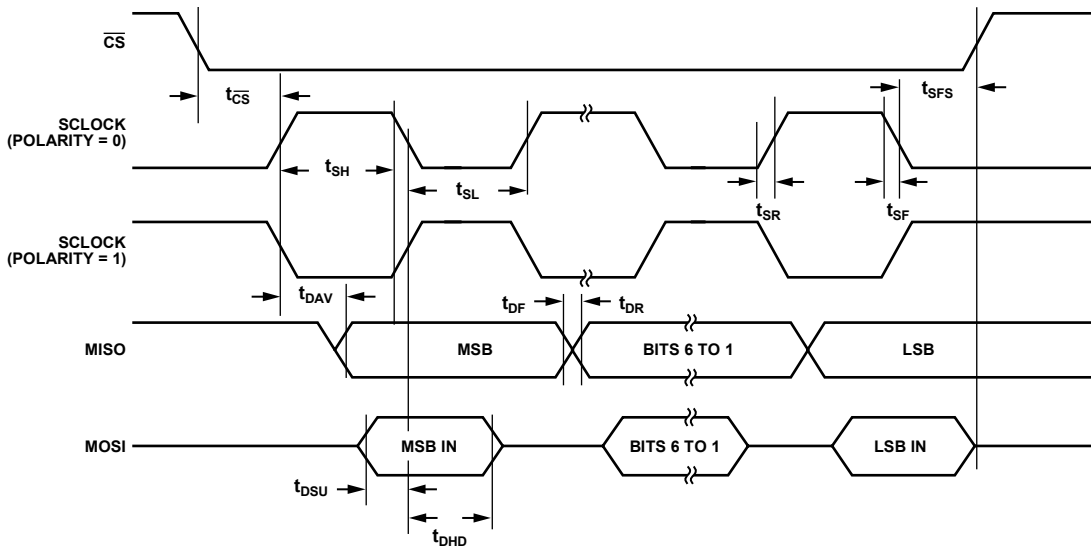 CS
tCS
tSFS
SCLOCK
(POLARITY = 0)
tSH
tSL
tSR
tSF
SCLOCK
(POLARITY = 1)
tDAV
tDF
tDR
MISO
MSB
BITS 6 TO 1
LSB
MOSI
MSB IN
BITS 6 TO 1
LSB IN
tDSU
tDHD